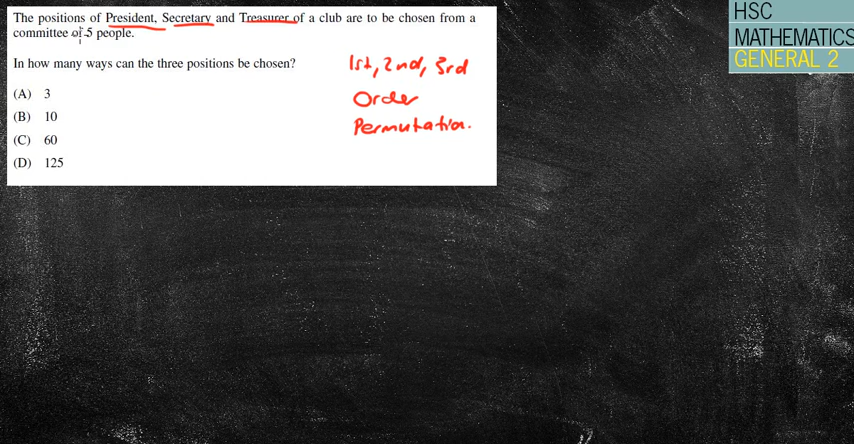 The positions of President, Secretary and Treasurer of a club are to be chosen from a
committee of 5 people.
In how many ways can the three positions be chosen?
(A) 3
(B) 10
(C) 60
(D) 125
1st, 2nd, 3rd
Order
Permutation.
HSC
MATHEMATICS
GENERAL 2